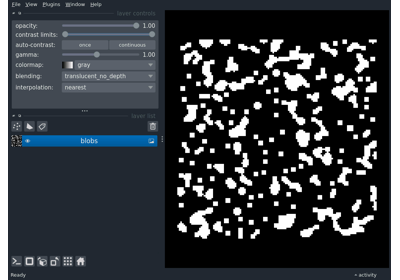 File View Plugins Window Help
layer controls
opacity: 1.00
contrast limits:
auto-contrast: once continuous
gamma: 1.00
colormap: gray
blending: translucent_no_depth
interpolation: nearest
layer list
blobs
Ready activity